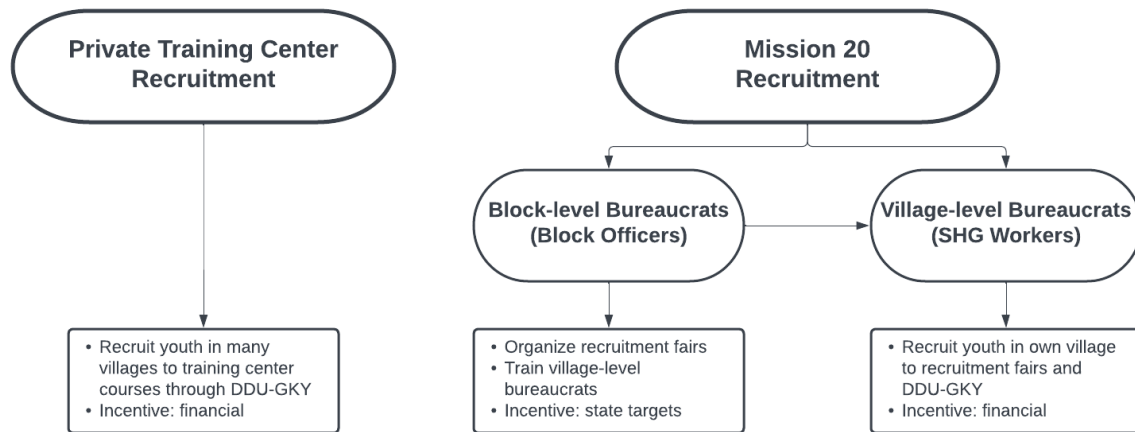 Private Training Center
Recruitment
Mission 20
Recruitment
Block-level Bureaucrats
(Block Officers)
Village-level Bureaucrats
(SHG Workers)
• Recruit youth in many
villages to training center
courses through DDU-GKY
• Incentive: financial
• Organize recruitment fairs
• Train village-level
bureaucrats
• Incentive: state targets
• Recruit youth in own village
to recruitment fairs and
DDU-GKY
• Incentive: financial